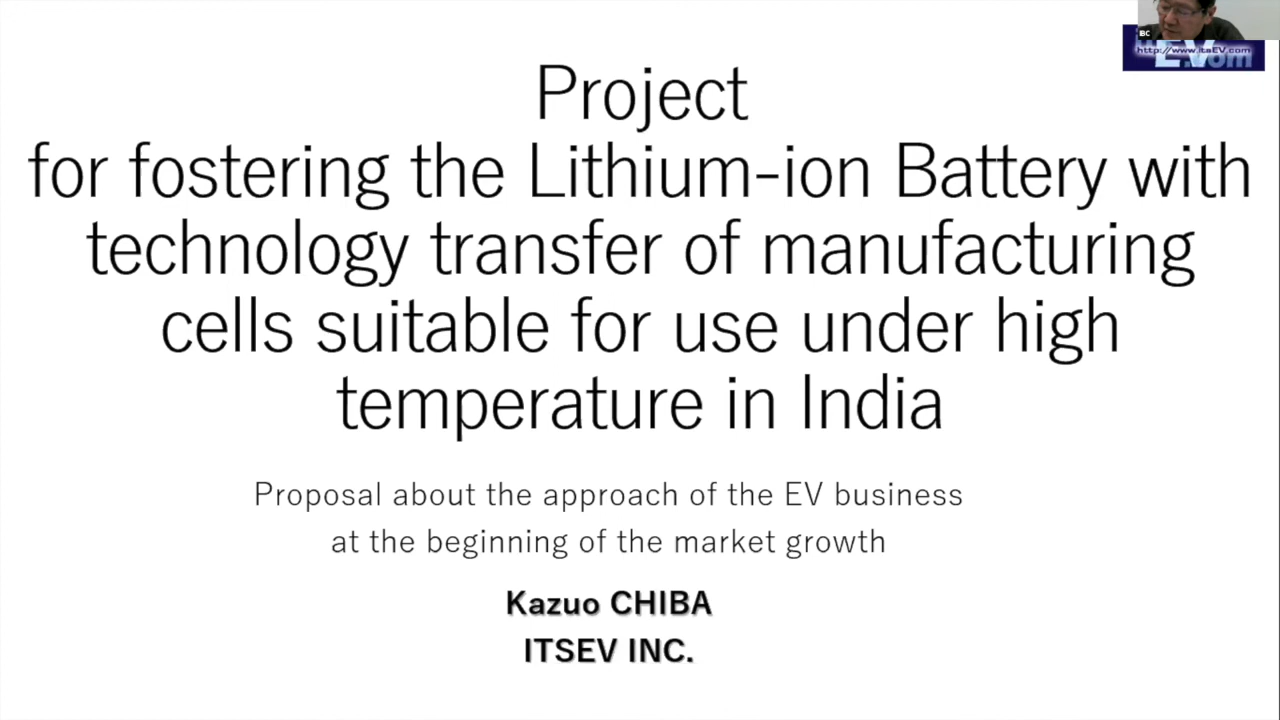 IBC
http://www.itsEV.com
Project
for fostering the Lithium-ion Battery with
technology transfer of manufacturing
cells suitable for use under high
temperature in India
Proposal about the approach of the EV business
at the beginning of the market growth
Kazuo CHIBA
ITSEV INC.